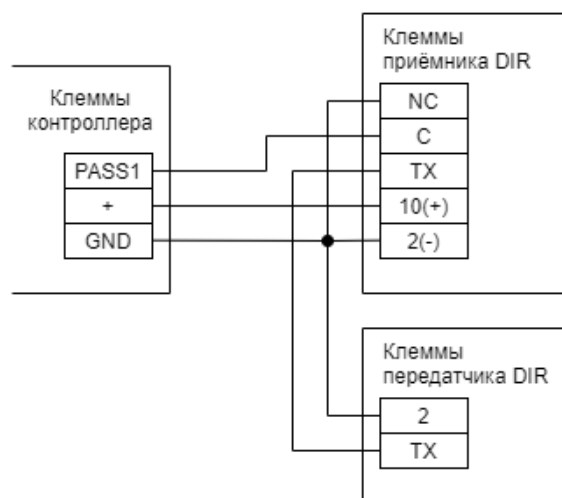 Клеммы
контроллера
PASS1
+
GND
Клеммы
приёмника DIR
NC
C
TX
10(+)
2(-)
Клеммы
передатчика DIR
2
TX